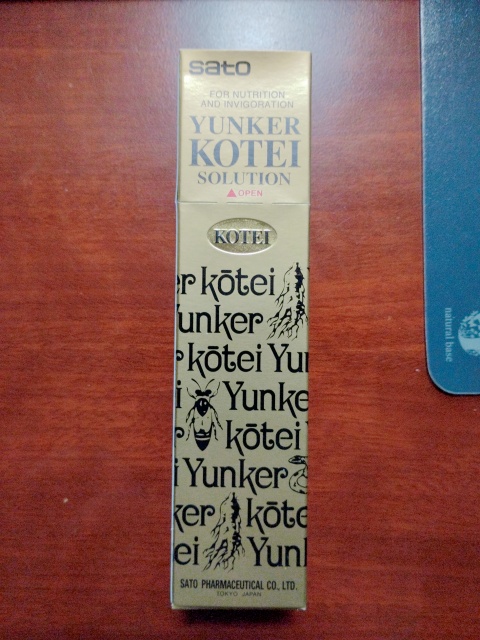 sato
FOR NUTRITION
AND INVIGORATION
YUNKER
KOTEI
SOLUTION
▲OPEN
KOTEI
er kōtei
Yunker
kōtei Yun
i Yunke
kōtei
i Yunker
ker kōte
ei Yunk
SATO PHARMACEUTICAL CO., LTD.
TOKYO JAPAN
natural base